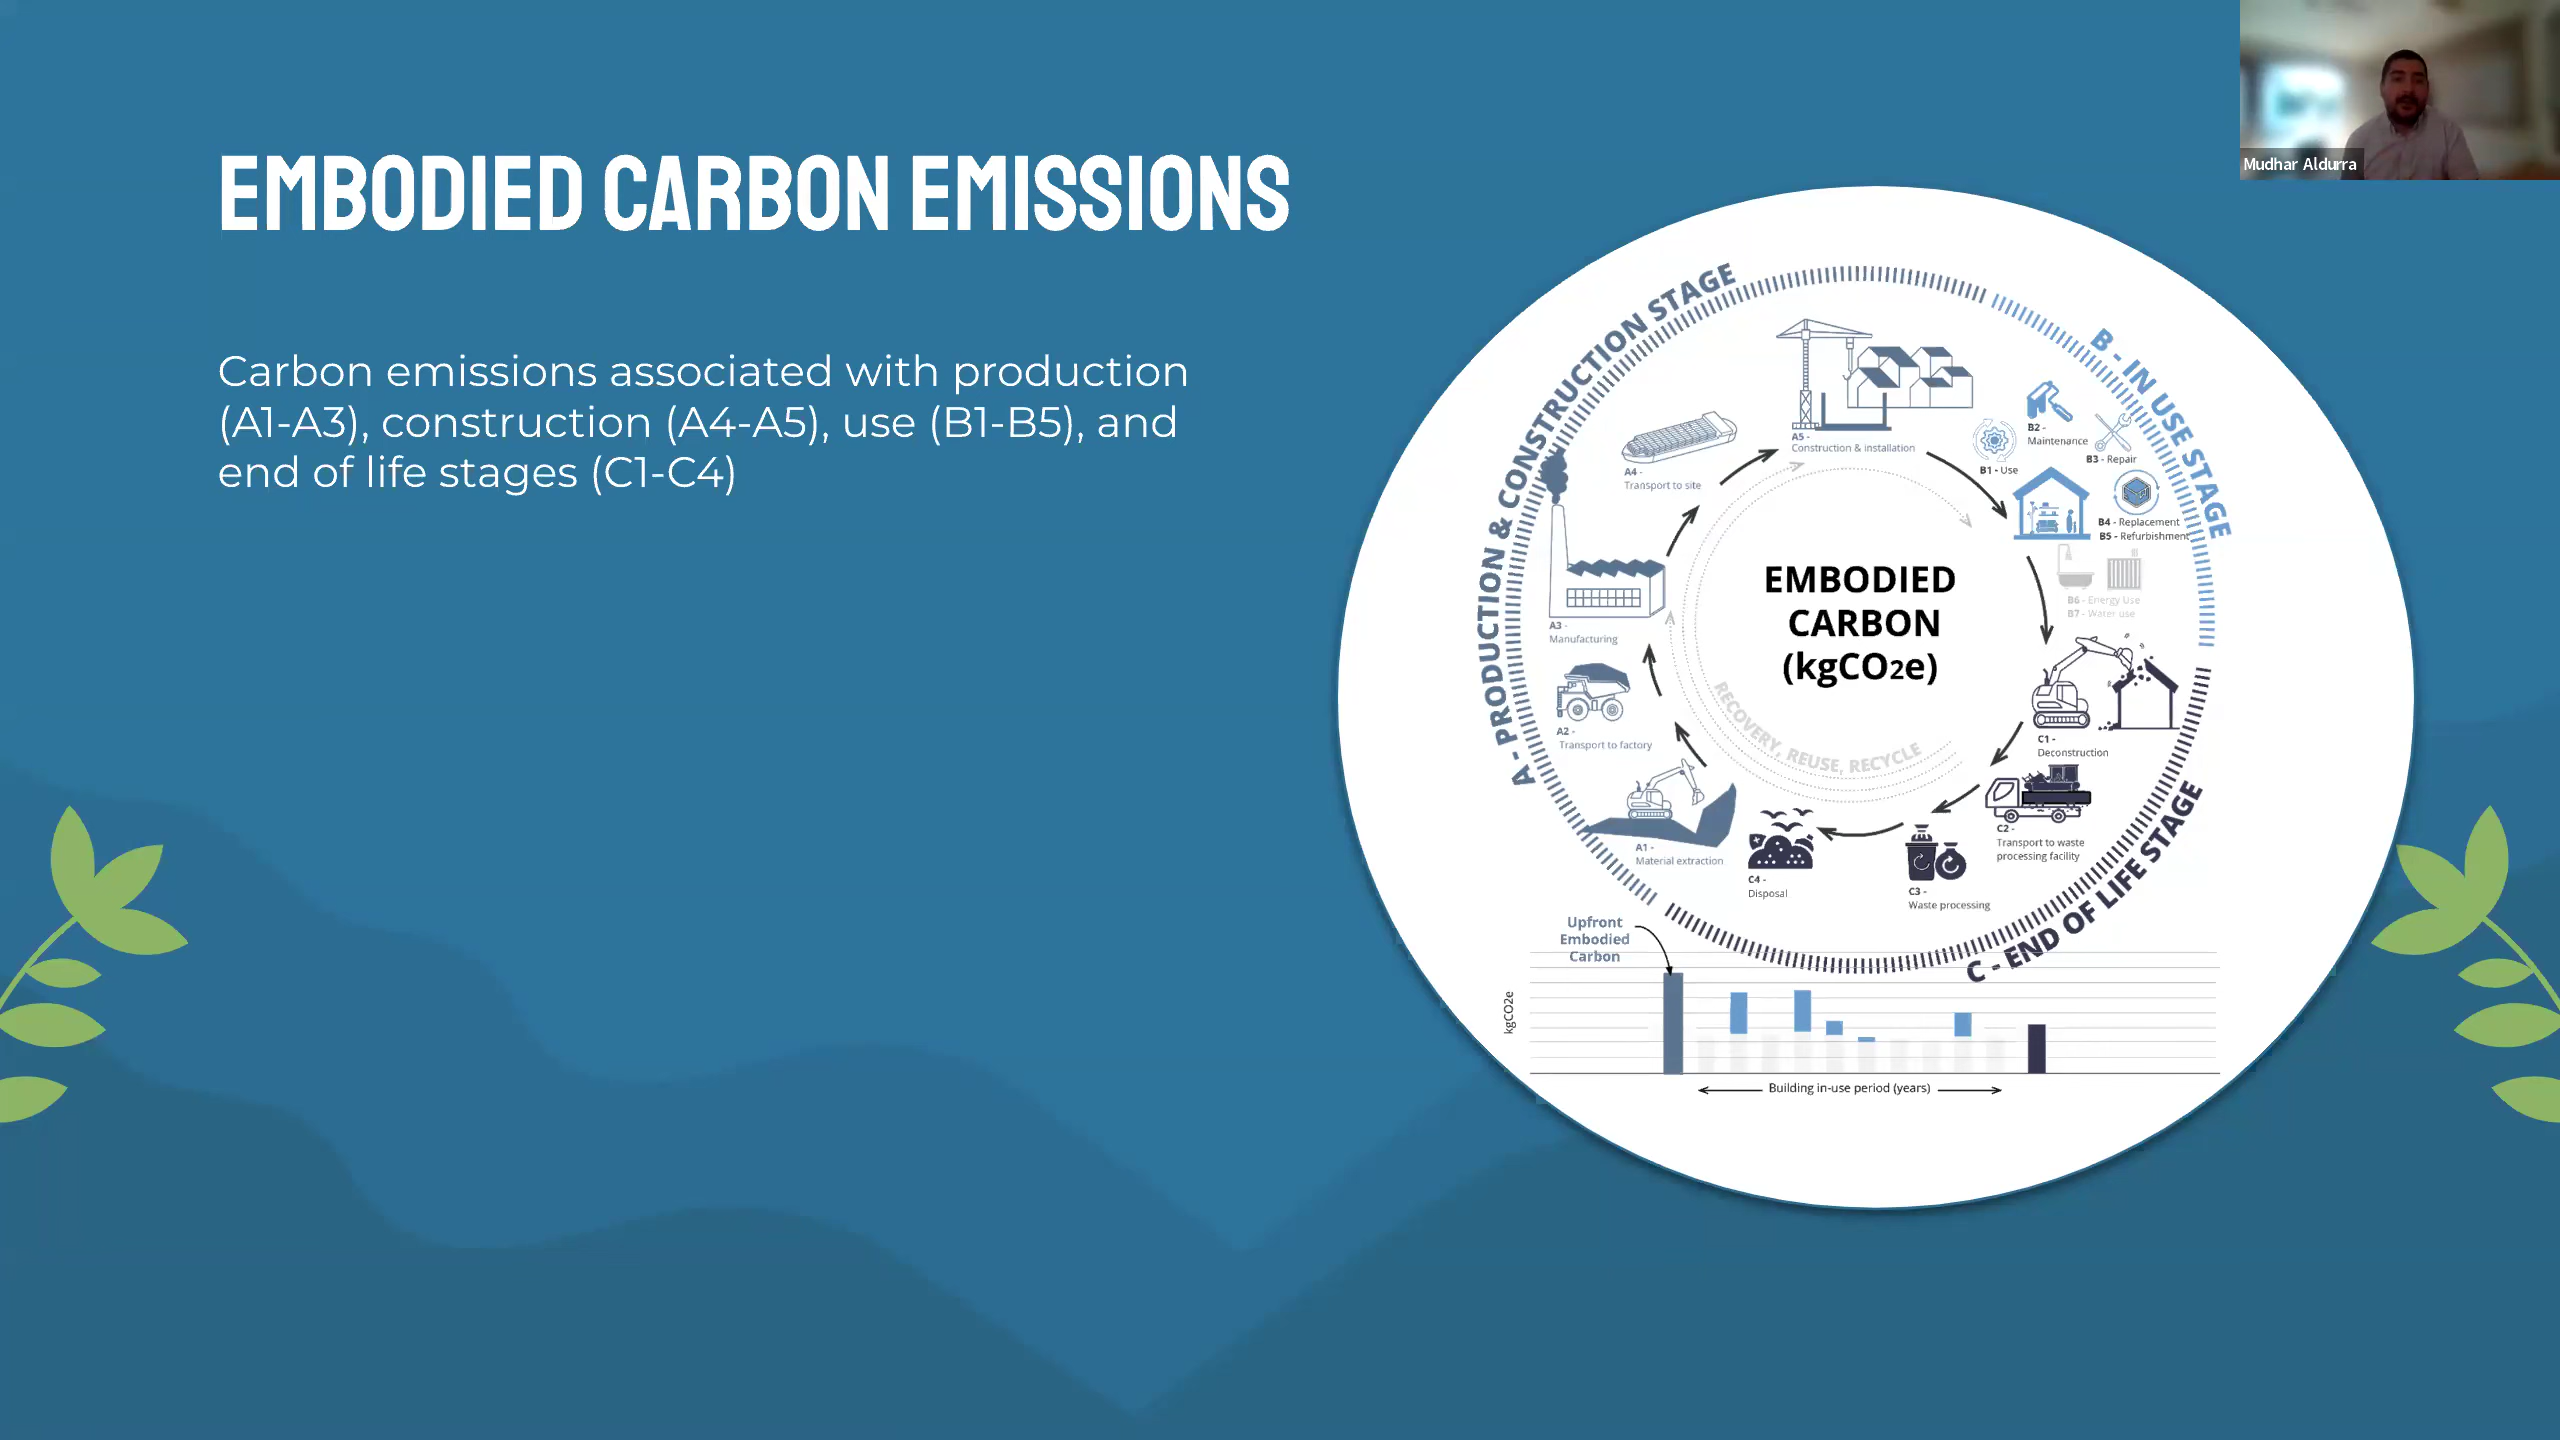 Mudhar Aldurra
EMBODIED CARBON EMISSIONS
Carbon emissions associated with production
(A1-A3), construction (A4-A5), use (B1-B5), and
end of life stages (C1-C4)
A - PRODUCTION & CONSTRUCTION STAGE
B - IN USE STAGE
C - END OF LIFE STAGE
EMBODIED
CARBON
(kgCO2e)
RECOVERY, REUSE, RECYCLE
A1 -
Material extraction
A2 -
Transport to factory
A3 -
Manufacturing
A4 -
Transport to site
A5 -
Construction & installation
B1 - Use
B2 -
Maintenance
B3 - Repair
B4 - Replacement
B5 - Refurbishment
B6 - Energy Use
B7 - Water use
C1 -
Deconstruction
C2 -
Transport to waste
processing facility
C3 -
Waste processing
C4 -
Disposal
Upfront
Embodied
Carbon
kgCO2e
Building in-use period (years)